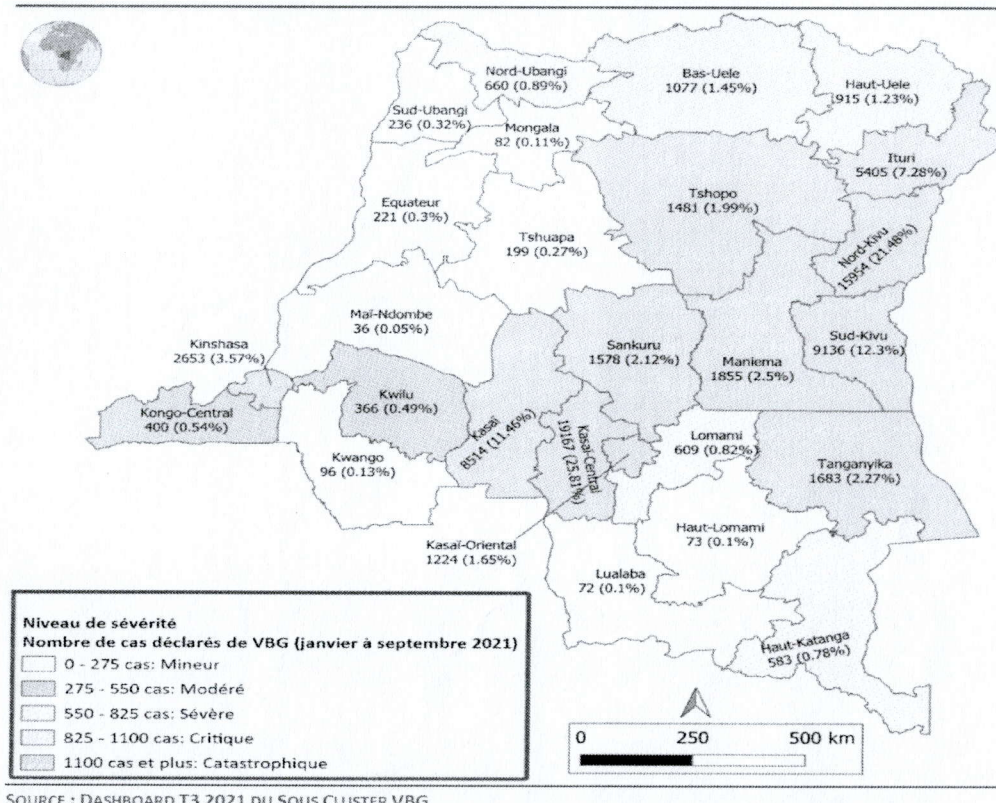 Nord-Ubangi
660 (0.89%)
Bas-Uele
1077 (1.45%)
Haut-Uele
915 (1.23%)
Sud-Ubangi
236 (0.32%)
Mongala
82 (0.11%)
Ituri
5405 (7.28%)
Tshopo
1481 (1.99%)
Equateur
221 (0.3%)
Tshuapa
199 (0.27%)
Nord-Kivu
15954 (21.48%)
Maï-Ndombe
36 (0.05%)
Kinshasa
2653 (3.57%)
Sankuru
1578 (2.12%)
Maniema
1855 (2.5%)
Sud-Kivu
9136 (12.3%)
Kongo-Central
400 (0.54%)
Kwilu
366 (0.49%)
Kasaï
8514 (11.46%)
Kasaï-Central
19167 (25.81%)
Lomami
609 (0.82%)
Tanganyika
1683 (2.27%)
Kwango
96 (0.13%)
Kasaï-Oriental
1224 (1.65%)
Haut-Lomami
73 (0.1%)
Lualaba
72 (0.1%)
Haut-Katanga
583 (0.78%)
Niveau de sévérité
Nombre de cas déclarés de VBG (janvier à septembre 2021)
0 - 275 cas: Mineur
275 - 550 cas: Modéré
550 - 825 cas: Sévère
825 - 1100 cas: Critique
1100 cas et plus: Catastrophique
0 250 500 km
SOURCE : DASHBOARD T3 2021 DU SOUS CLUSTER VBG